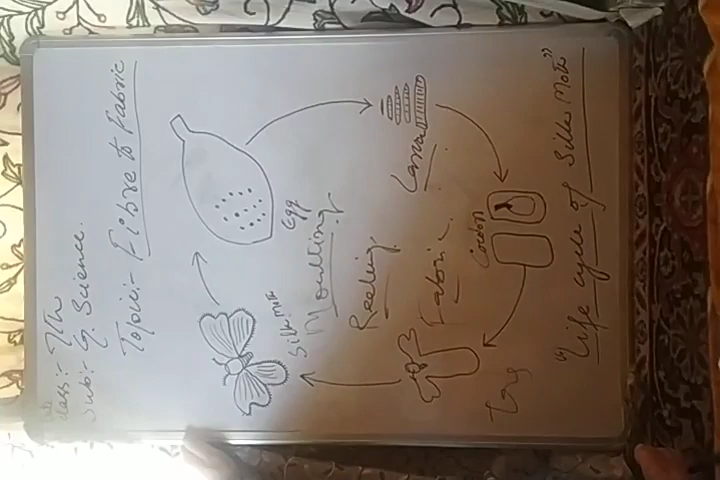 Class:- 7th
Sub:- G. Science.
Topic:- Fibre to Fabric
Egg
Silk Moth
Moulting.
Reeling.
Larva
Fabric.
Cocoon
"Life cycle of Silk Moth"